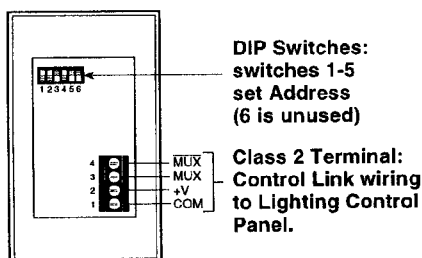 DIP Switches:
switches 1-5
set Address
(6 is unused)
123456
4 M̅U̅X̅
3 MUX
2 +V
1 COM
Class 2 Terminal:
Control Link wiring
to Lighting Control
Panel.